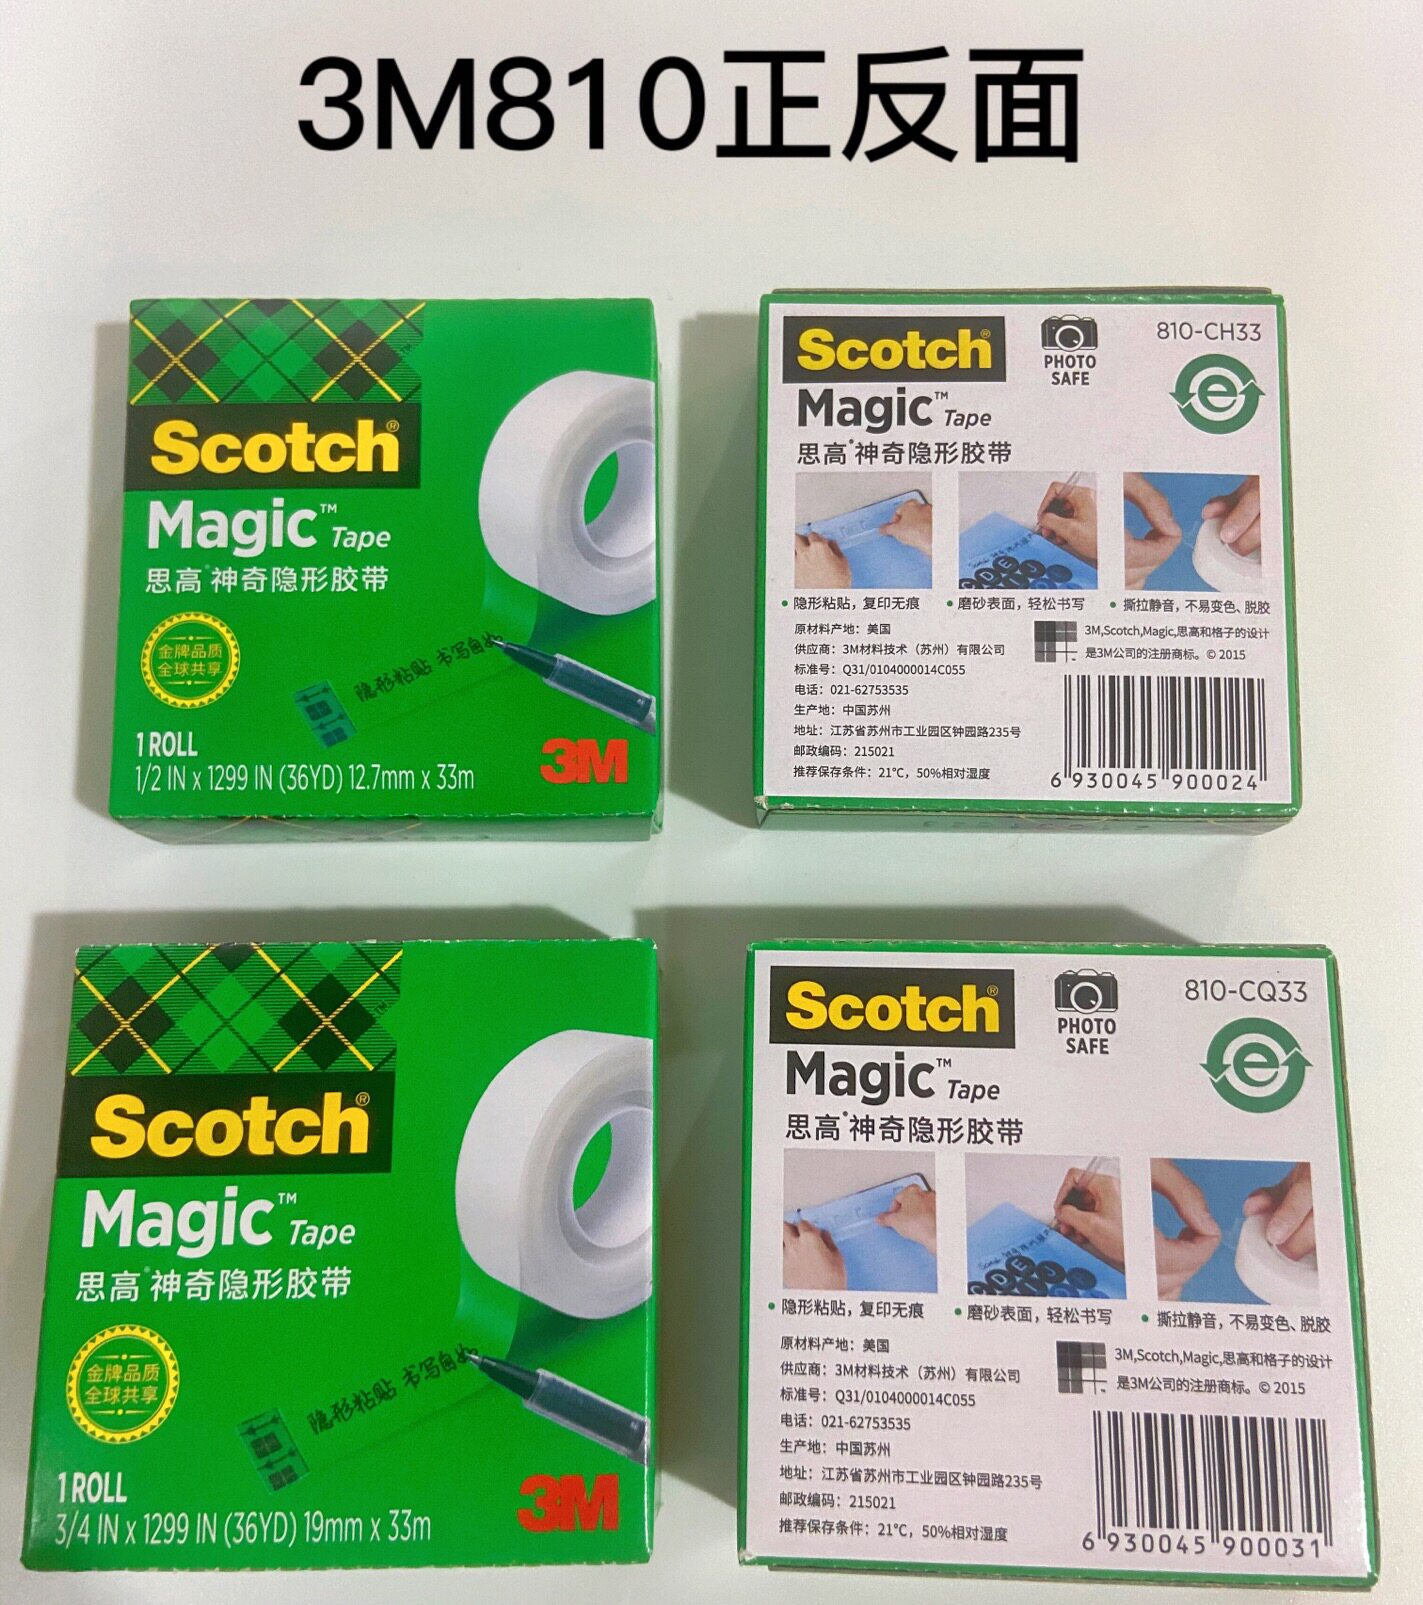 3M810正反面
Scotch®
Magic™ Tape
思高®神奇隐形胶带
金牌品质
全球共享
隐形粘贴 书写自如
1 ROLL
1/2 IN x 1299 IN (36YD) 12.7mm x 33m
3M
Scotch®
Magic™ Tape
思高®神奇隐形胶带
PHOTO
SAFE
810-CH33
e
• 隐形粘贴，复印无痕
• 磨砂表面，轻松书写
• 撕拉静音，不易变色、脱胶
原材料产地：美国
供应商：3M材料技术（苏州）有限公司
标准号：Q31/0104000014C055
电话：021-62753535
生产地：中国苏州
地址：江苏省苏州市工业园区钟园路235号
邮政编码：215021
推荐保存条件：21°C，50%相对湿度
3M,Scotch,Magic,思高和格子的设计
是3M公司的注册商标。© 2015
6 930045 900024
Scotch®
Magic™ Tape
思高®神奇隐形胶带
金牌品质
全球共享
隐形粘贴 书写自如
1 ROLL
3/4 IN x 1299 IN (36YD) 19mm x 33m
3M
Scotch®
Magic™ Tape
思高®神奇隐形胶带
PHOTO
SAFE
810-CQ33
e
• 隐形粘贴，复印无痕
• 磨砂表面，轻松书写
• 撕拉静音，不易变色、脱胶
原材料产地：美国
供应商：3M材料技术（苏州）有限公司
标准号：Q31/0104000014C055
电话：021-62753535
生产地：中国苏州
地址：江苏省苏州市工业园区钟园路235号
邮政编码：215021
推荐保存条件：21°C，50%相对湿度
3M,Scotch,Magic,思高和格子的设计
是3M公司的注册商标。© 2015
6 930045 900031